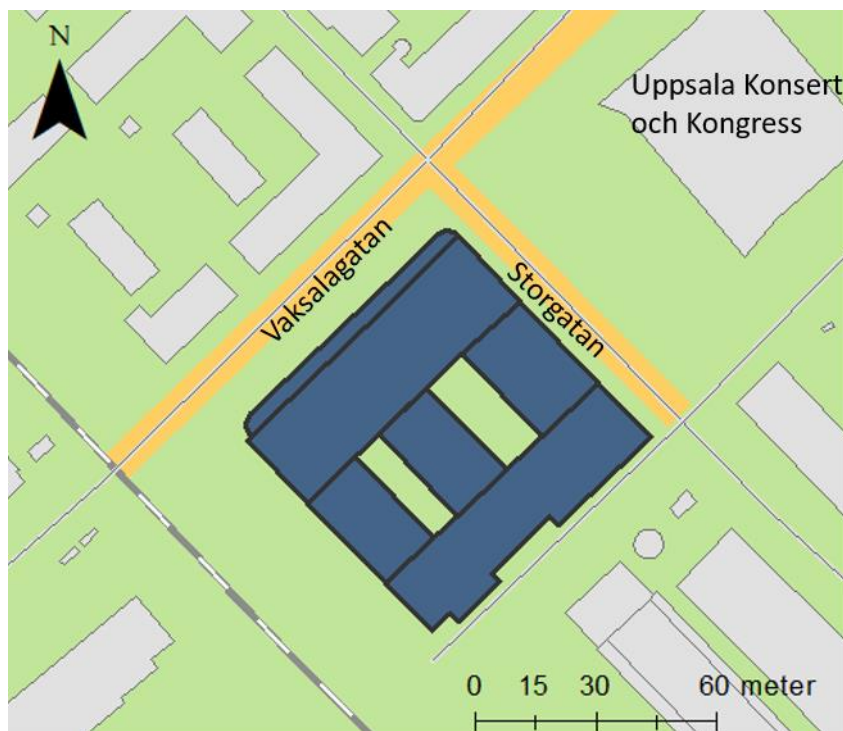 N
Uppsala Konsert
och Kongress
Vaksalagatan
Storgatan
0 15 30 60 meter